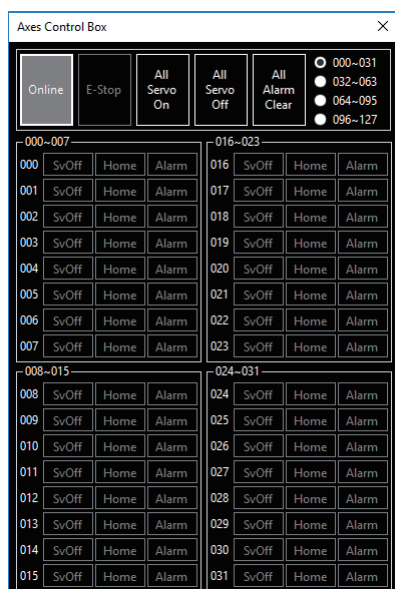 Axes Control Box
Online
E-Stop
All Servo On
All Servo Off
All Alarm Clear
000~031
032~063
064~095
096~127
000~007
000 SvOff Home Alarm
001 SvOff Home Alarm
002 SvOff Home Alarm
003 SvOff Home Alarm
004 SvOff Home Alarm
005 SvOff Home Alarm
006 SvOff Home Alarm
007 SvOff Home Alarm
016~023
016 SvOff Home Alarm
017 SvOff Home Alarm
018 SvOff Home Alarm
019 SvOff Home Alarm
020 SvOff Home Alarm
021 SvOff Home Alarm
022 SvOff Home Alarm
023 SvOff Home Alarm
008~015
008 SvOff Home Alarm
009 SvOff Home Alarm
010 SvOff Home Alarm
011 SvOff Home Alarm
012 SvOff Home Alarm
013 SvOff Home Alarm
014 SvOff Home Alarm
015 SvOff Home Alarm
024~031
024 SvOff Home Alarm
025 SvOff Home Alarm
026 SvOff Home Alarm
027 SvOff Home Alarm
028 SvOff Home Alarm
029 SvOff Home Alarm
030 SvOff Home Alarm
031 SvOff Home Alarm